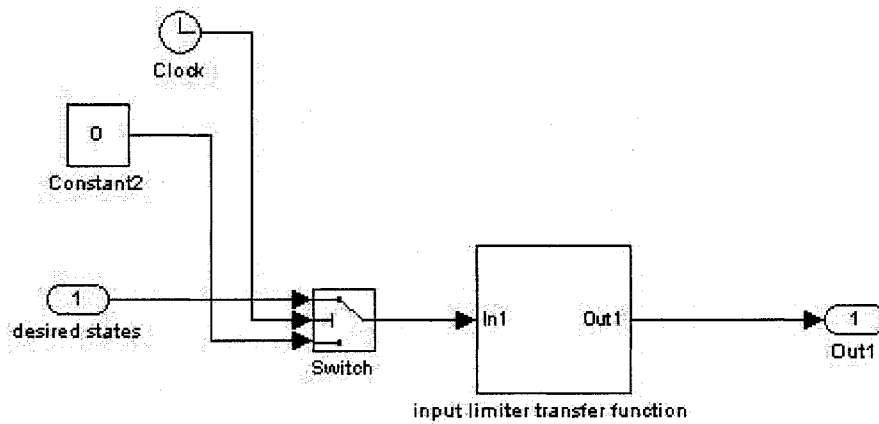 Clock
0
Constant2
1
desired states
Switch
In1 Out1
input limiter transfer function
1
Out1